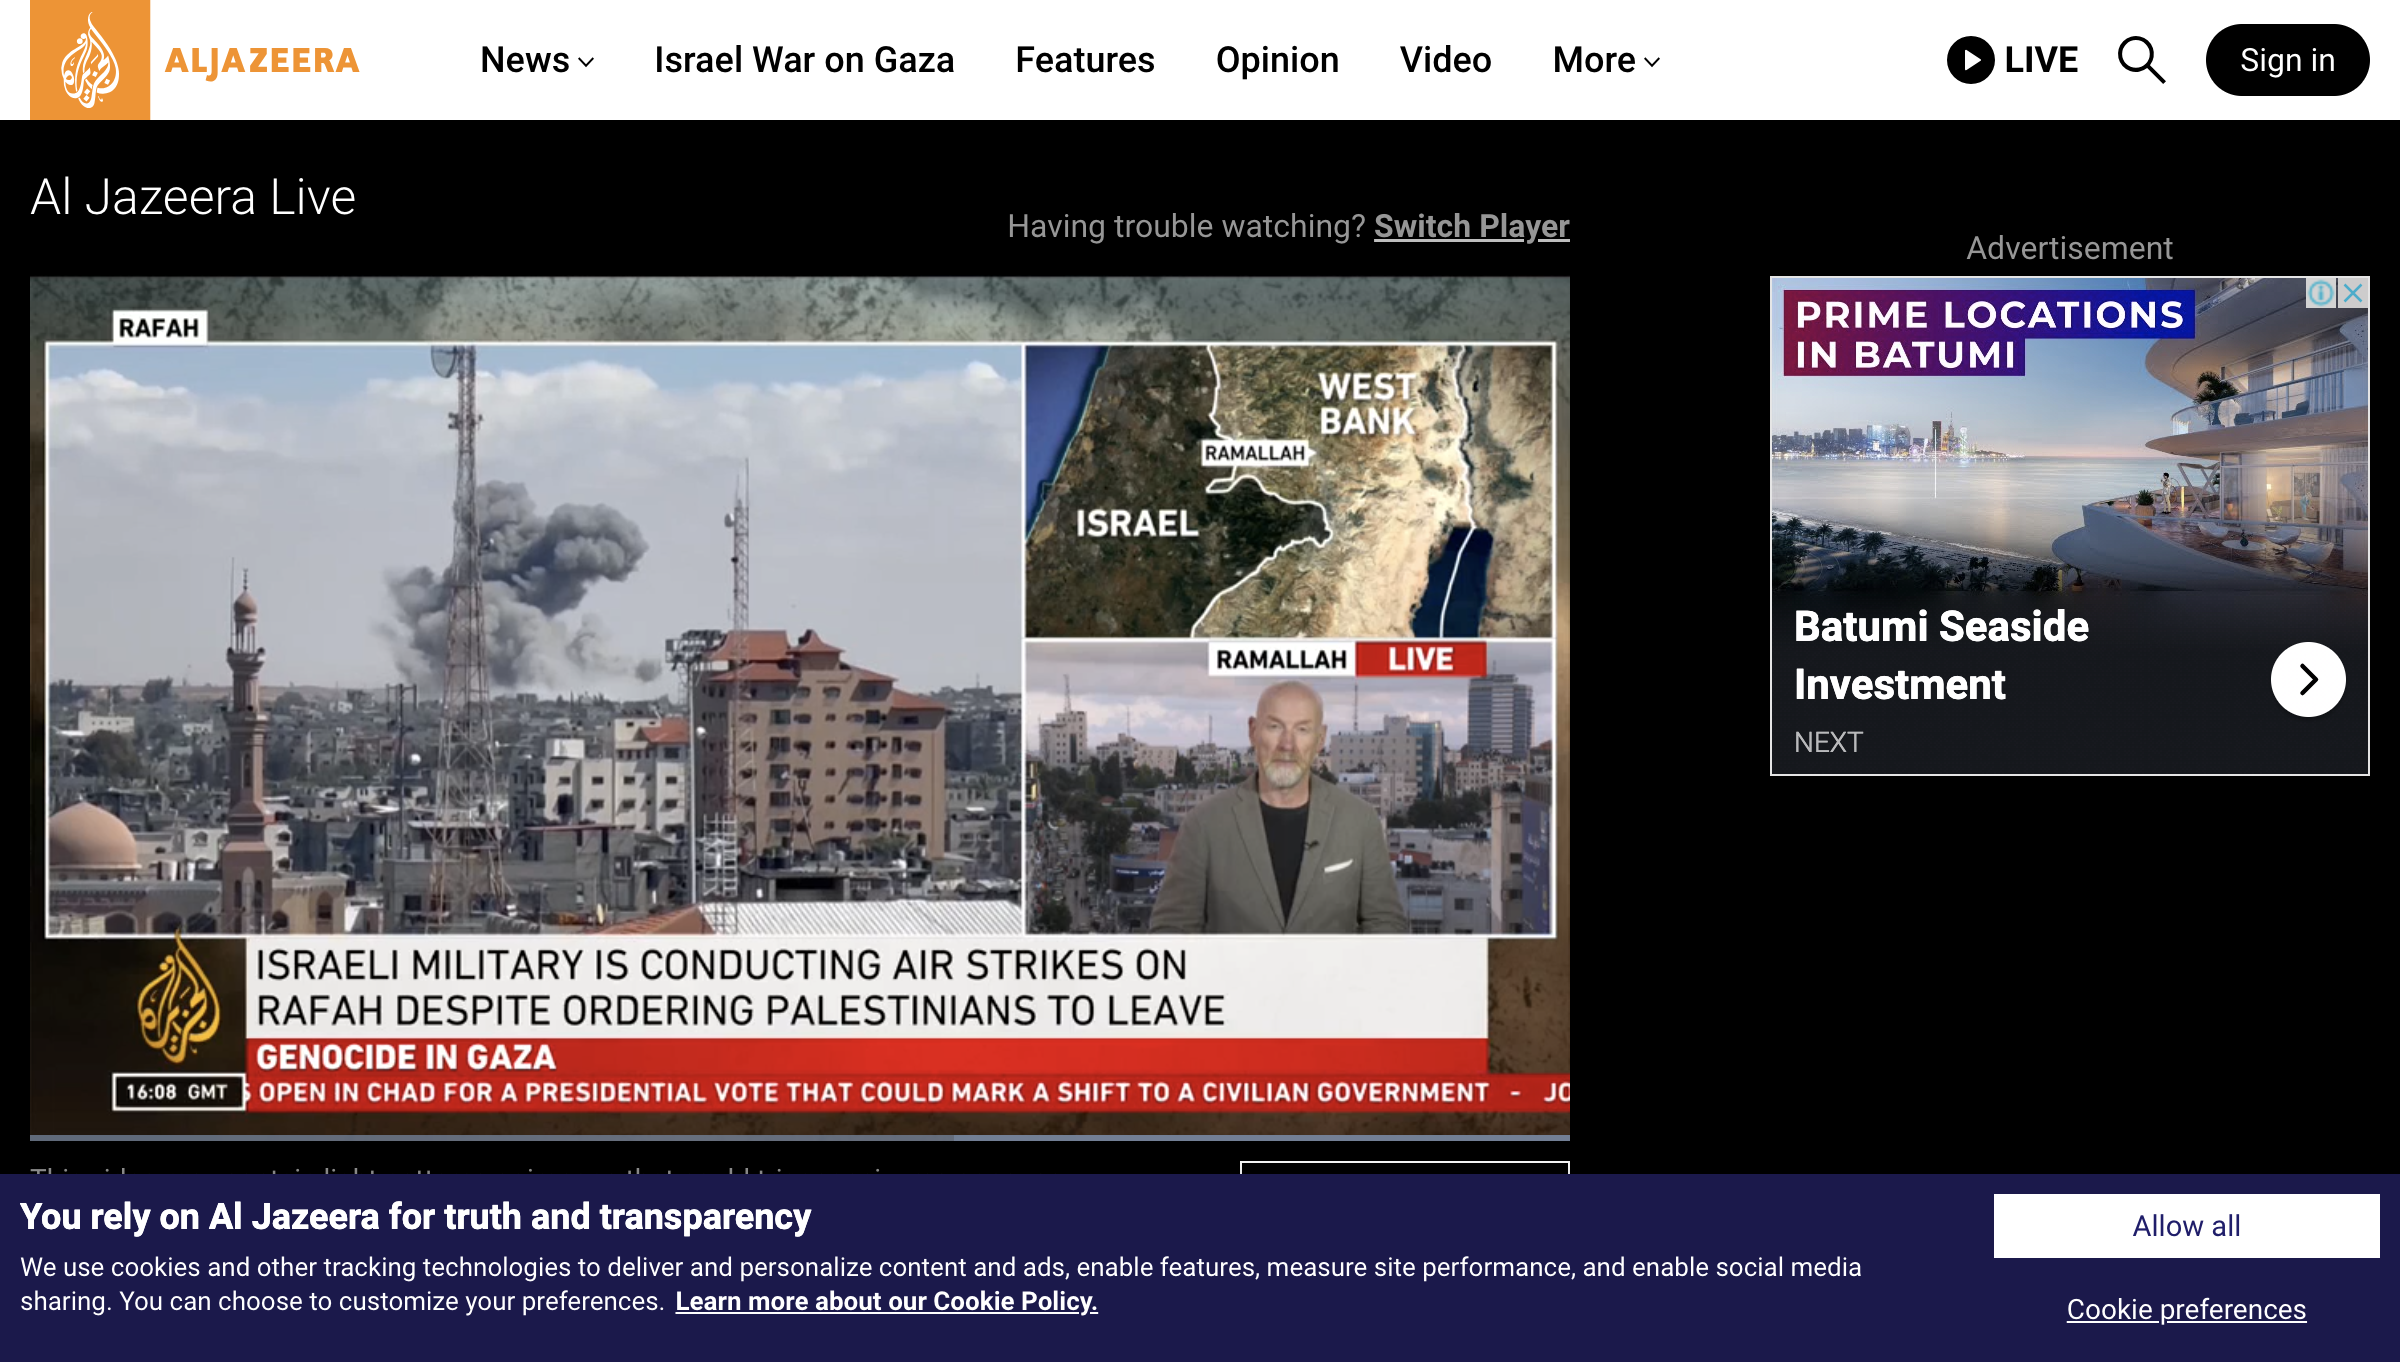 ALJAZEERA
News
Israel War on Gaza
Features
Opinion
Video
More
LIVE
Sign in
Al Jazeera Live
Having trouble watching? Switch Player
Advertisement
RAFAH
WEST
BANK
RAMALLAH
ISRAEL
RAMALLAH LIVE
ISRAELI MILITARY IS CONDUCTING AIR STRIKES ON
RAFAH DESPITE ORDERING PALESTINIANS TO LEAVE
GENOCIDE IN GAZA
16:08 GMT
OPEN IN CHAD FOR A PRESIDENTIAL VOTE THAT COULD MARK A SHIFT TO A CIVILIAN GOVERNMENT -
PRIME LOCATIONS
IN BATUMI
Batumi Seaside
Investment
NEXT
You rely on Al Jazeera for truth and transparency
We use cookies and other tracking technologies to deliver and personalize content and ads, enable features, measure site performance, and enable social media
sharing. You can choose to customize your preferences. Learn more about our Cookie Policy.
Allow all
Cookie preferences